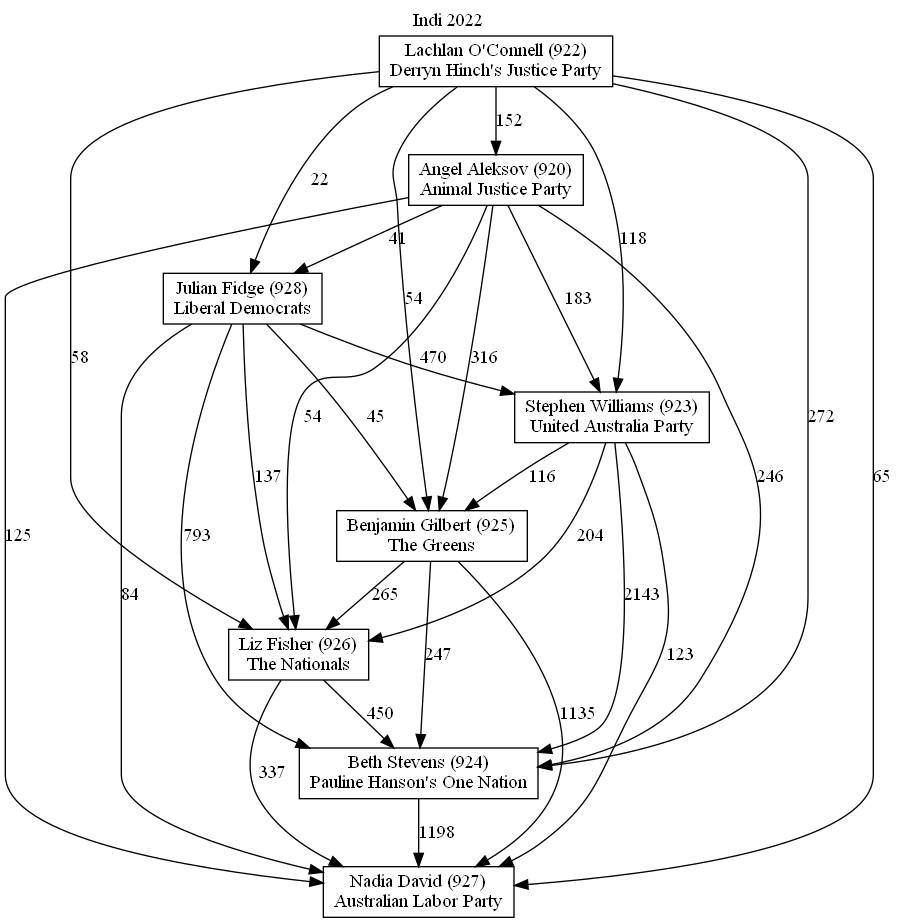 Indi 2022
Lachlan O'Connell (922)
Derryn Hinch's Justice Party
152
Angel Aleksov (920)
Animal Justice Party
22
41
118
Julian Fidge (928)
Liberal Democrats
54
183
58
470
316
Stephen Williams (923)
United Australia Party
54
45
272
137
116
246
65
Benjamin Gilbert (925)
The Greens
125
793
204
84
265
2143
Liz Fisher (926)
The Nationals
247
123
450
1135
Beth Stevens (924)
Pauline Hanson's One Nation
337
1198
Nadia David (927)
Australian Labor Party